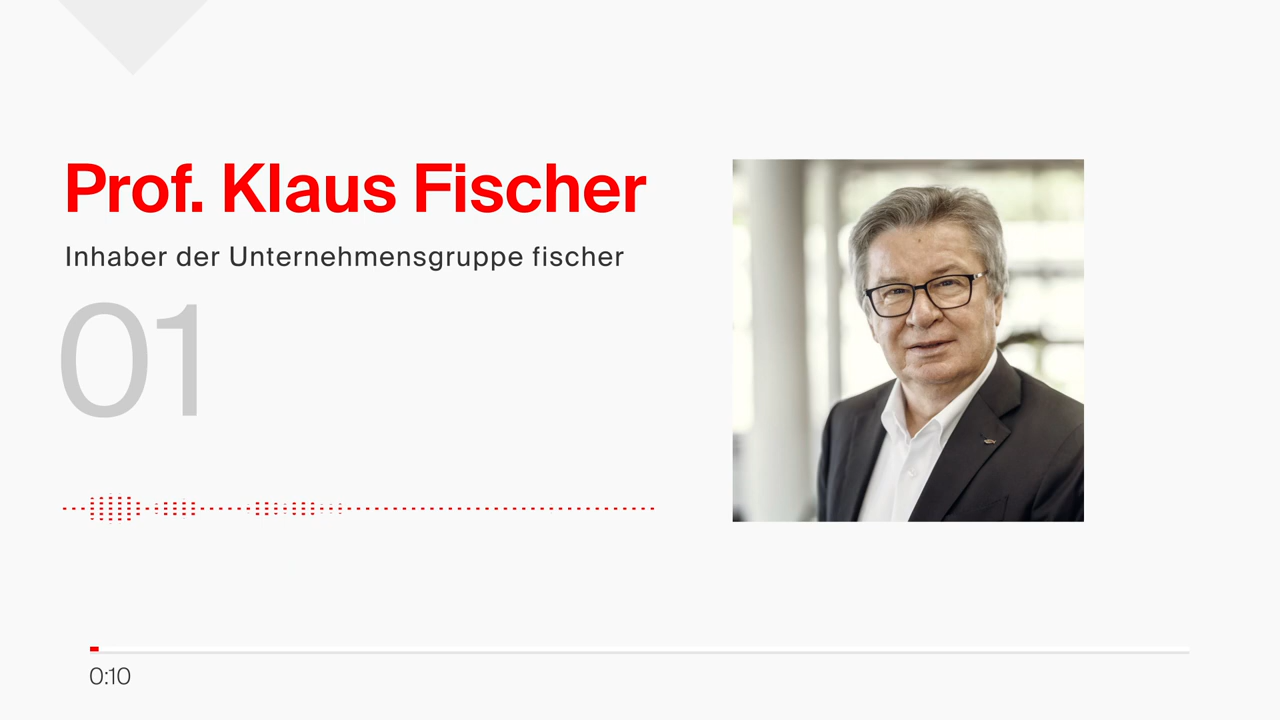 Prof. Klaus Fischer
Inhaber der Unternehmensgruppe fischer
01
0:10